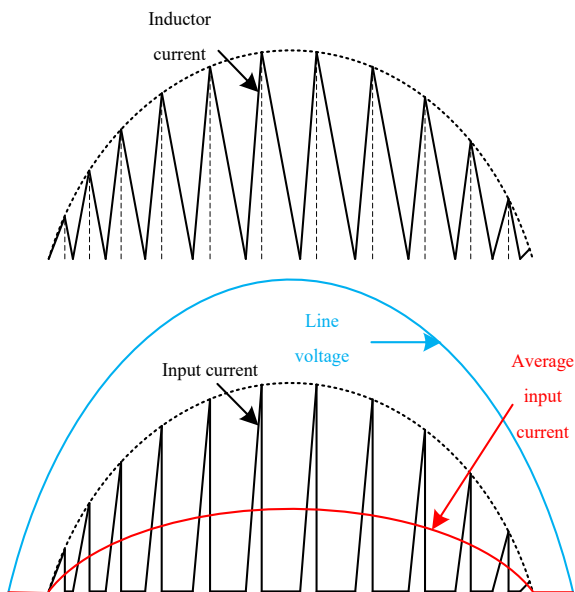 Inductor
current
Line
voltage
Input current
Average
input
current